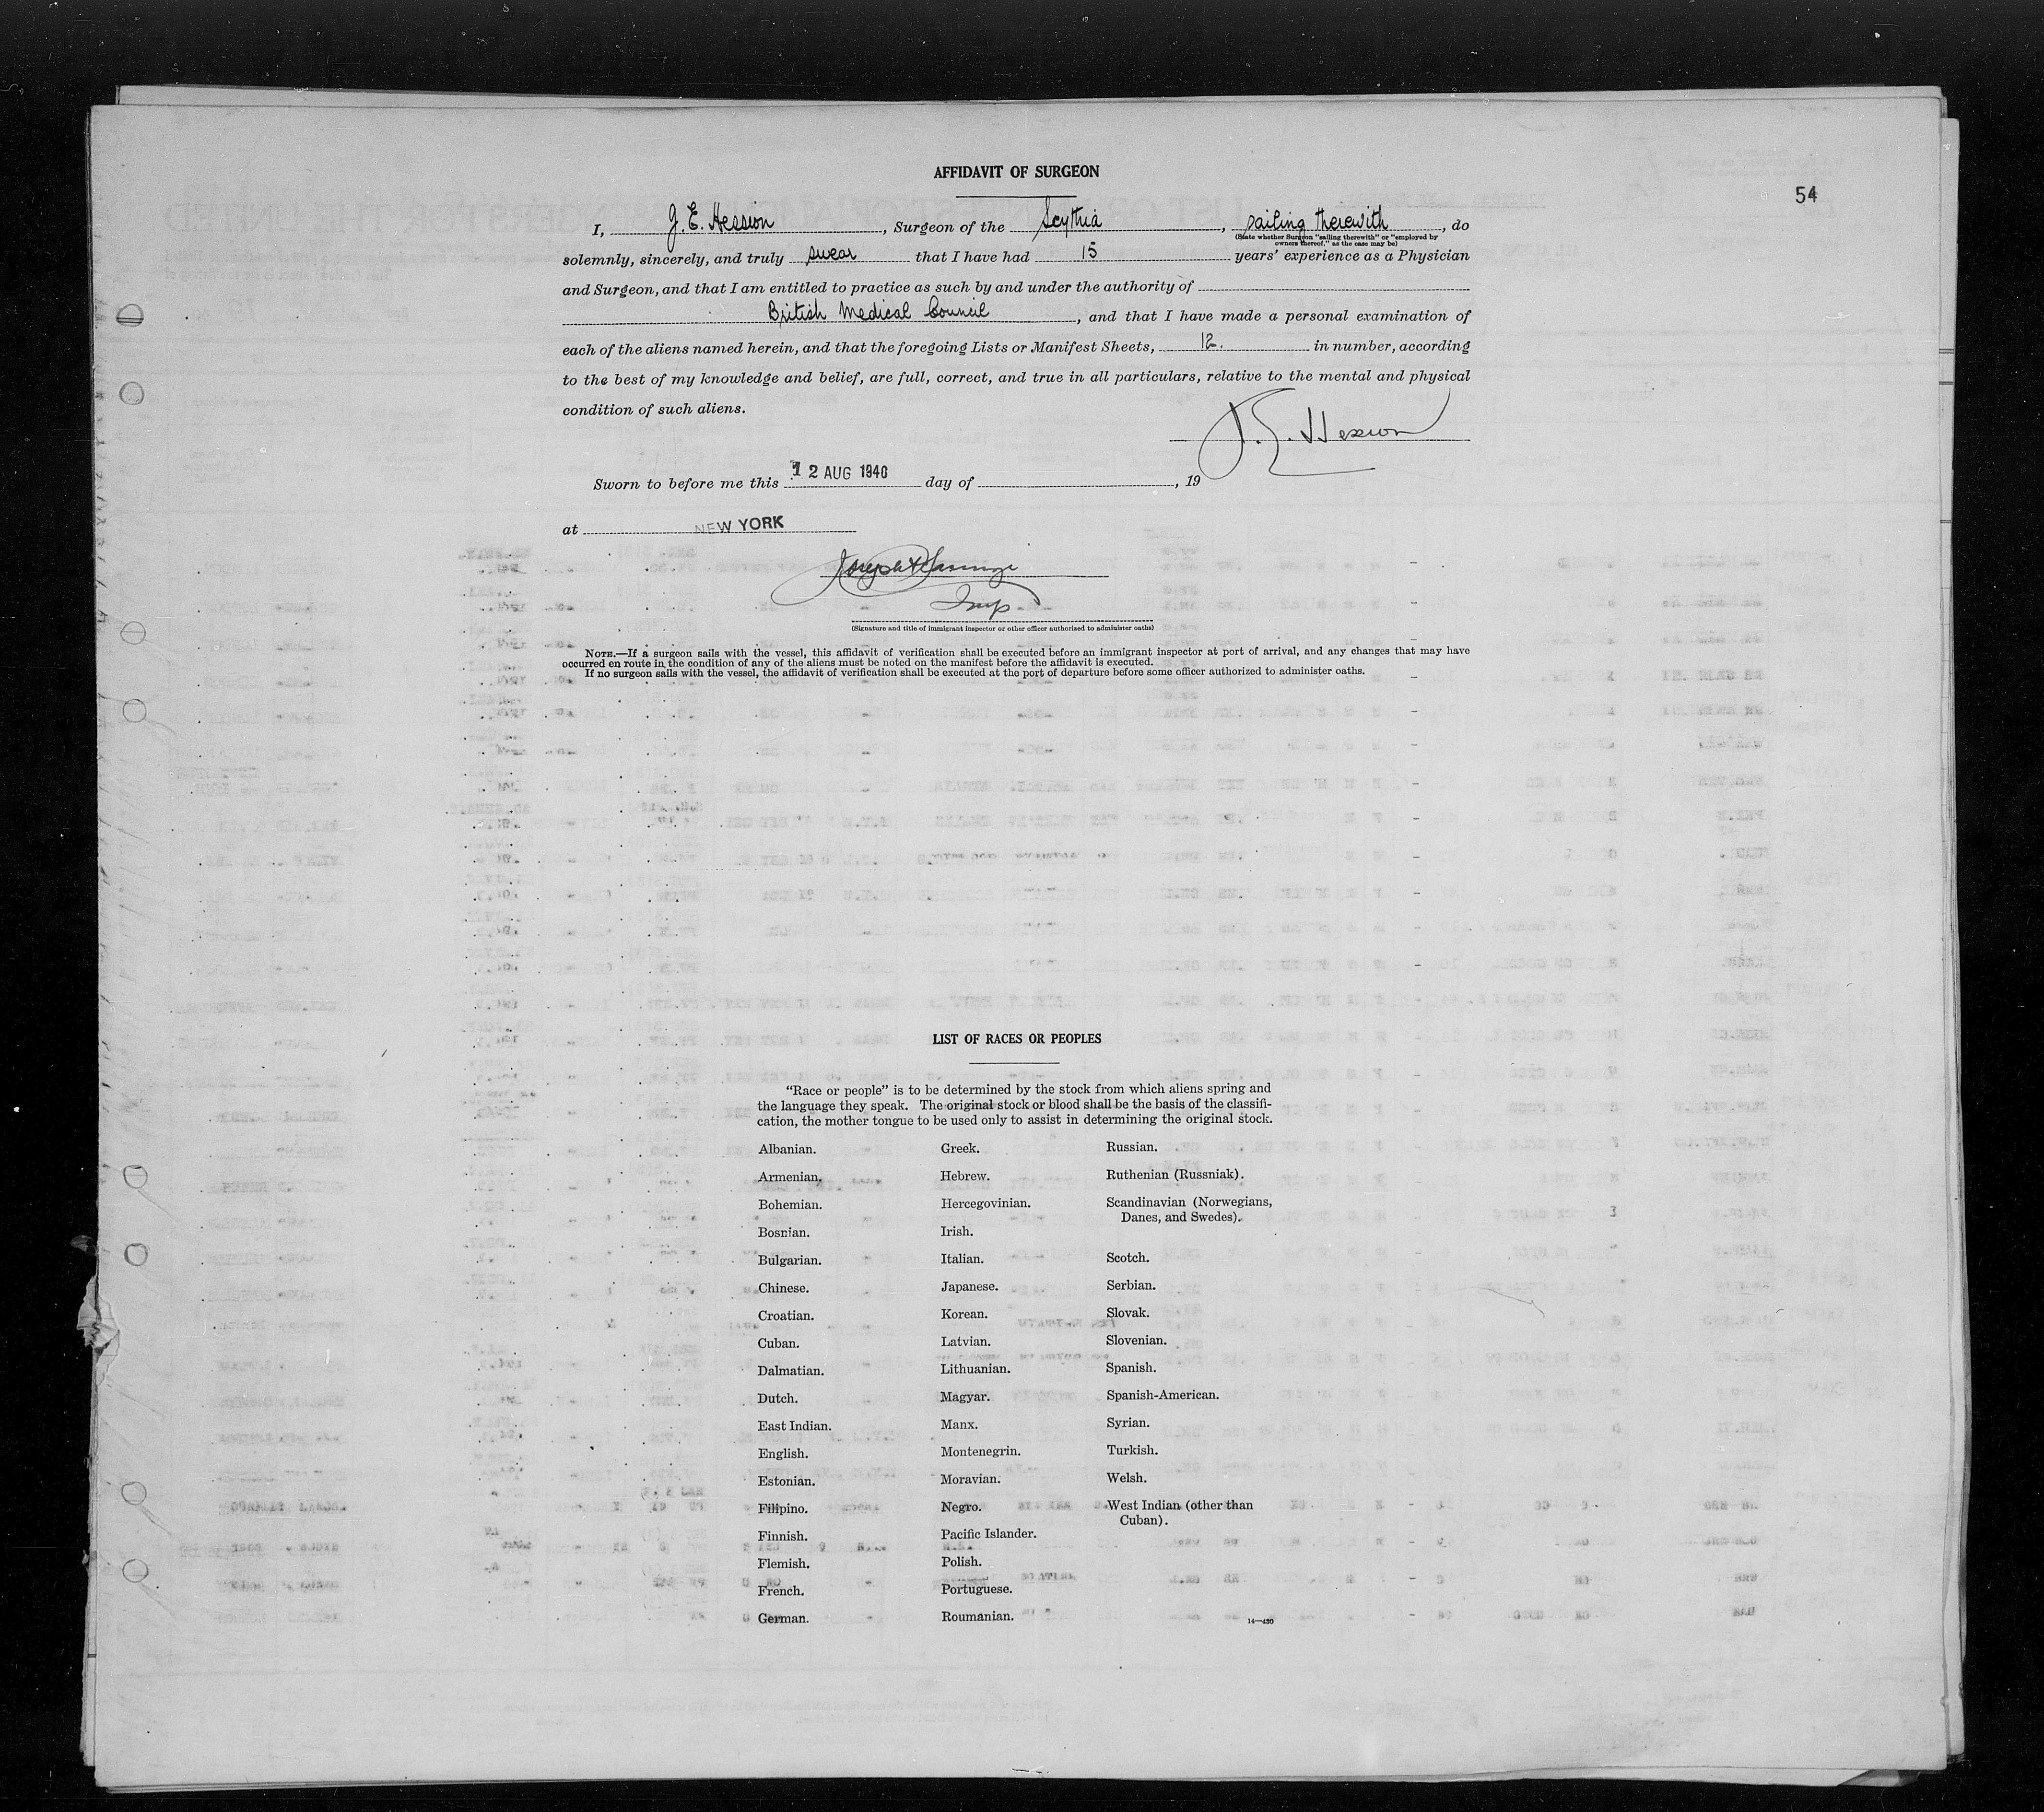 54
AFFIDAVIT OF SURGEON
I, J. E. Hession, Surgeon of the Scythia, sailing therewith, do
(State whether Surgeon "sailing therewith" or "employed by
owners thereof," as the case may be)
solemnly, sincerely, and truly swear that I have had 15 years' experience as a Physician
and Surgeon, and that I am entitled to practice as such by and under the authority of
British Medical Council, and that I have made a personal examination of
each of the aliens named herein, and that the foregoing Lists or Manifest Sheets, 12. in number, according
to the best of my knowledge and belief, are full, correct, and true in all particulars, relative to the mental and physical
condition of such aliens.
J. E. Hession
Sworn to before me this 12 AUG 1940 day of , 19
at NEW YORK
Insp
(Signature and title of immigrant inspector or other officer authorized to administer oaths)
NOTE.—If a surgeon sails with the vessel, this affidavit of verification shall be executed before an immigrant inspector at port of arrival, and any changes that may have
occurred en route in the condition of any of the aliens must be noted on the manifest before the affidavit is executed.
If no surgeon sails with the vessel, the affidavit of verification shall be executed at the port of departure before some officer authorized to administer oaths.
LIST OF RACES OR PEOPLES
"Race or people" is to be determined by the stock from which aliens spring and
the language they speak. The original stock or blood shall be the basis of the classifi-
cation, the mother tongue to be used only to assist in determining the original stock.
Albanian.
Armenian.
Bohemian.
Bosnian.
Bulgarian.
Chinese.
Croatian.
Cuban.
Dalmatian.
Dutch.
East Indian.
English.
Estonian.
Filipino.
Finnish.
Flemish.
French.
German.
Greek.
Hebrew.
Hercegovinian.
Irish.
Italian.
Japanese.
Korean.
Latvian.
Lithuanian.
Magyar.
Manx.
Montenegrin.
Moravian.
Negro.
Pacific Islander.
Polish.
Portuguese.
Roumanian.
Russian.
Ruthenian (Russniak).
Scandinavian (Norwegians,
Danes, and Swedes).
Scotch.
Serbian.
Slovak.
Slovenian.
Spanish.
Spanish-American.
Syrian.
Turkish.
Welsh.
West Indian (other than
Cuban).
14—430